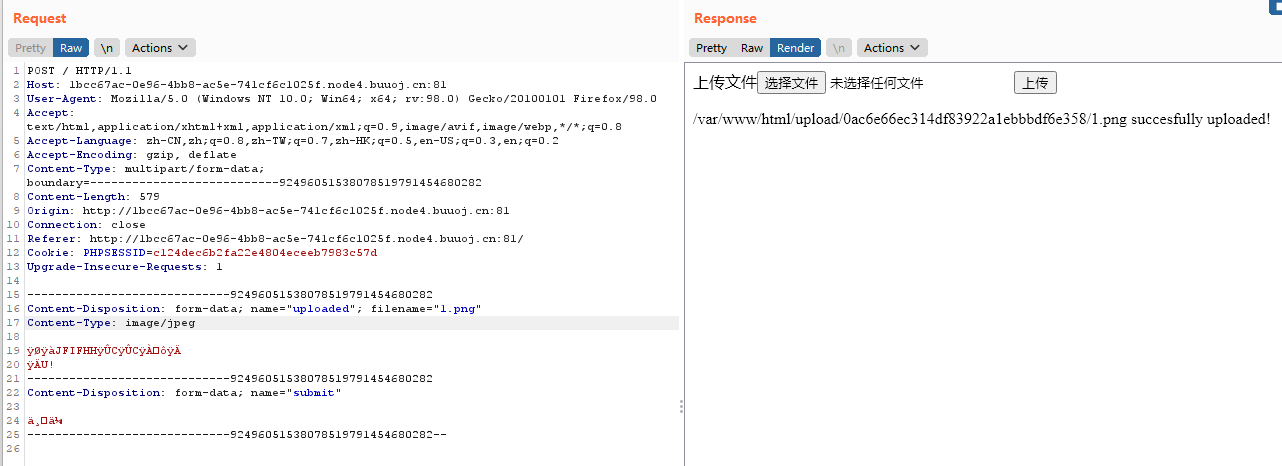 Request
Pretty Raw \n Actions
1 POST / HTTP/1.1
2 Host: 1bcc67ac-0e96-4bb8-ac5e-741cf6c1025f.node4.buuoj.cn:81
3 User-Agent: Mozilla/5.0 (Windows NT 10.0; Win64; x64; rv:98.0) Gecko/20100101 Firefox/98.0
4 Accept:
text/html,application/xhtml+xml,application/xml;q=0.9,image/avif,image/webp,*/*;q=0.8
5 Accept-Language: zh-CN,zh;q=0.8,zh-TW;q=0.7,zh-HK;q=0.5,en-US;q=0.3,en;q=0.2
6 Accept-Encoding: gzip, deflate
7 Content-Type: multipart/form-data;
boundary=---------------------------92496051538078519791454680282
8 Content-Length: 579
9 Origin: http://1bcc67ac-0e96-4bb8-ac5e-741cf6c1025f.node4.buuoj.cn:81
10 Connection: close
11 Referer: http://1bcc67ac-0e96-4bb8-ac5e-741cf6c1025f.node4.buuoj.cn:81/
12 Cookie: PHPSESSID=c124dec6b2fa22e4804eceeb7983c57d
13 Upgrade-Insecure-Requests: 1
14
15 -----------------------------92496051538078519791454680282
16 Content-Disposition: form-data; name="uploaded"; filename="1.png"
17 Content-Type: image/jpeg
18
19 ÿØÿàJFIFHHÿÛCÿÛCÿÀ□ôÿÄ
20 ÿÄU!
21 -----------------------------92496051538078519791454680282
22 Content-Disposition: form-data; name="submit"
23
24 ä¸□ä¼
25 -----------------------------92496051538078519791454680282--
26
Response
Pretty Raw Render \n Actions
上传文件 选择文件 未选择任何文件 上传
/var/www/html/upload/0ac6e66ec314df83922a1ebbbdf6e358/1.png succesfully uploaded!